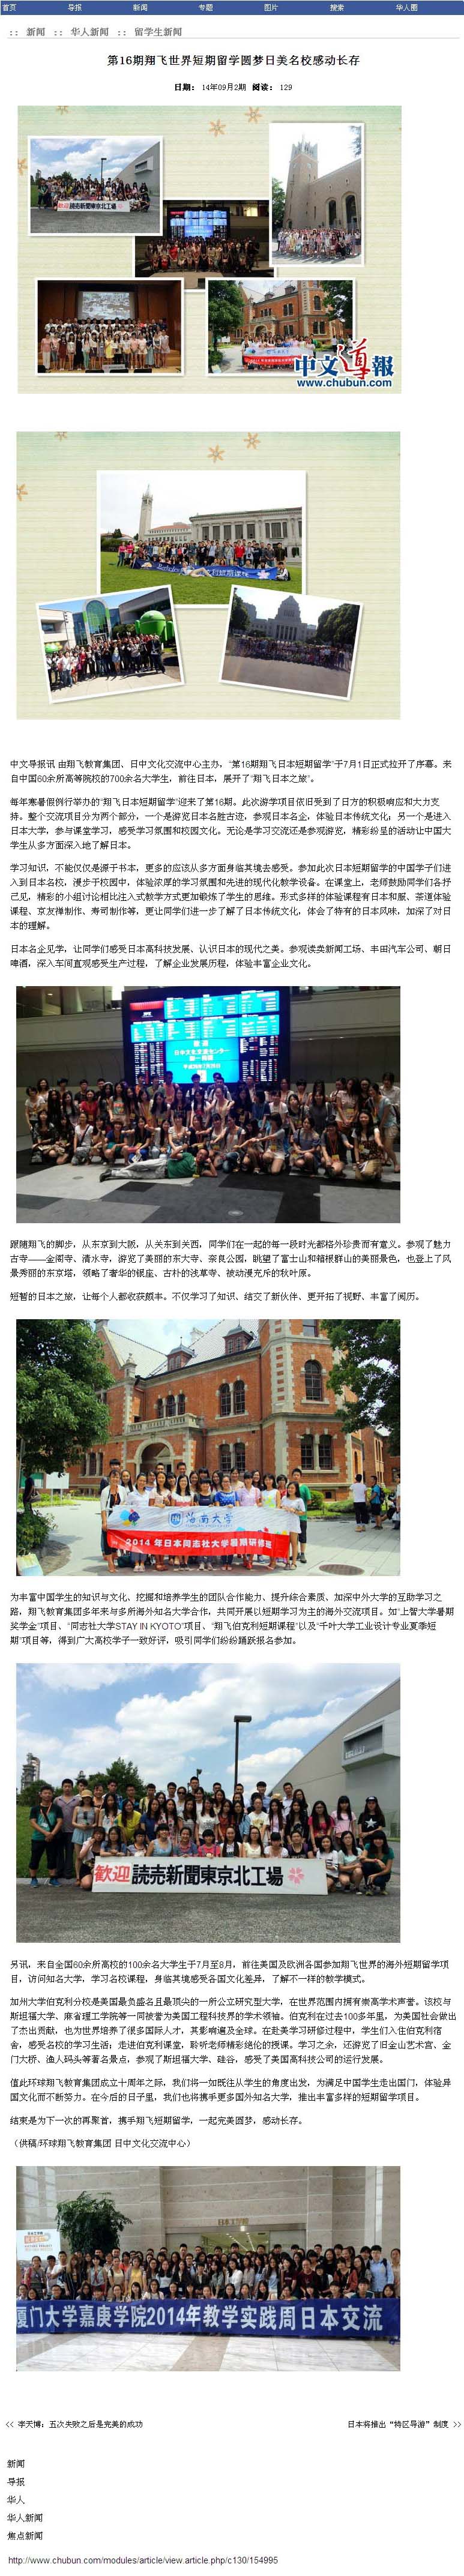 首页 导报 新闻 专题 图片 搜索 华人圈
:: 新闻 :: 华人新闻 :: 留学生新闻
第16期翔飞世界短期留学圆梦日美名校感动长存
日期： 14年09月2期 阅读： 129
歓迎 読売新聞東京北工場
中文導報
www.chubun.com
中文导报讯 由翔飞教育集团、日中文化交流中心主办，“第16期翔飞日本短期留学”于7月1日正式拉开了序幕。来
自中国60余所高等院校的700余名大学生，前往日本，展开了“翔飞日本之旅”。
每年寒暑假例行举办的“翔飞日本短期留学”迎来了第16期。此次游学项目依旧受到了日方的积极响应和大力支
持。整个交流项目分为两个部分，一个是游览日本名胜古迹，参观日本名企，体验日本传统文化；另一个是进入
日本大学，参与课堂学习，感受学习氛围和校园文化。无论是学习交流还是参观游览，精彩纷呈的活动让中国大
学生从多方面深入地了解日本。
学习知识，不能仅仅是源于书本，更多的应该从多方面身临其境去感受。参加此次日本短期留学的中国学子们进
入到日本名校，漫步于校园中，体验浓厚的学习氛围和先进的现代化教学设备。在课堂上，老师鼓励同学们各抒
己见，精彩的小组讨论相比注入式教学方式更加锻炼了学生的思维。形式多样的体验课程有日本和服、茶道体验
课程、京友禅制作、寿司制作等，更让同学们进一步了解了日本传统文化，体会了特有的日本风味，加深了对日
本的理解。
日本名企见学，让同学们感受日本高科技发展、认识日本的现代之美。参观读卖新闻工场、丰田汽车公司、朝日
啤酒，深入车间直观感受生产过程，了解企业发展历程，体验丰富企业文化。
日中文化交流センター
跟随翔飞的脚步，从东京到大阪，从关东到关西，同学们在一起的每一段时光都格外珍贵而有意义。参观了魅力
古寺——金阁寺、清水寺，游览了美丽的东大寺、奈良公园，眺望了富士山和箱根群山的美丽景色，也登上了风
景秀丽的东京塔，领略了奢华的银座、古朴的浅草寺、被动漫充斥的秋叶原。
短暂的日本之旅，让每个人都收获颇丰。不仅学习了知识、结交了新伙伴、更开拓了视野、丰富了阅历。
海南大学
2014 年日本同志社大学暑期研修班
为丰富中国学生的知识与文化、挖掘和培养学生的团队合作能力、提升综合素质、加深中外大学的互助学习之
路，翔飞教育集团多年来与多所海外知名大学合作，共同开展以短期学习为主的海外交流项目。如“上智大学暑期
奖学金”项目、“同志社大学STAY IN KYOTO”项目、“翔飞伯克利短期课程”以及“千叶大学工业设计专业夏季短
期”项目等，得到广大高校学子一致好评，吸引同学们纷纷踊跃报名参加。
歓迎 読売新聞東京北工場
另讯，来自全国60余所高校的100余名大学生于7月至8月，前往美国及欧洲各国参加翔飞世界的海外短期留学项
目，访问知名大学，学习名校课程，身临其境感受各国文化差异，了解不一样的教学模式。
加州大学伯克利分校是美国最负盛名且最顶尖的一所公立研究型大学，在世界范围内拥有崇高学术声誉。该校与
斯坦福大学、麻省理工学院等一同被誉为美国工程科技界的学术领袖。伯克利在过去100多年里，为美国社会做出
了杰出贡献，也为世界培养了很多国际人才，其影响遍及全球。在赴美学习研修过程中，学生们入住伯克利宿
舍，感受名校的学习生活；走进伯克利课堂，聆听老师精彩绝伦的授课。学习之余，还游览了旧金山艺术宫、金
门大桥、渔人码头等著名景点，参观了斯坦福大学、硅谷，感受了美国高科技公司的运行发展。
值此环球翔飞教育集团成立十周年之际，我们将一如既往从学生的角度出发，为满足中国学生走出国门，体验异
国文化而不断努力。在今后的日子里，我们也将携手更多国外知名大学，推出丰富多样的短期留学项目。
结束是为下一次的再聚首，携手翔飞短期留学，一起完美圆梦，感动长存。
（供稿/环球翔飞教育集团 日中文化交流中心）
日本工学院
厦门大学嘉庚学院2014年教学实践周日本交流
<< 李天博：五次失败之后是完美的成功
日本将推出“特区导游”制度 >>
新闻
导报
华人
华人新闻
焦点新闻
http://www.chubun.com/modules/article/view.article.php/c130/154995